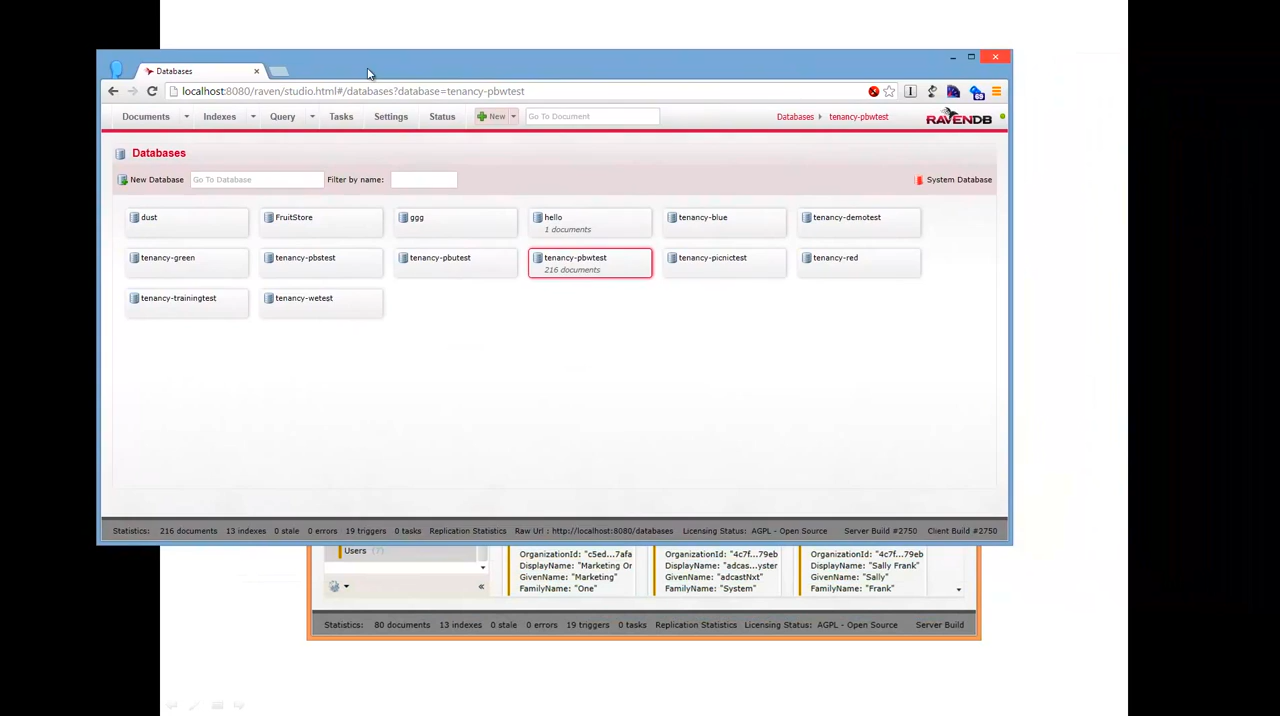 Databases
localhost:8080/raven/studio.html#/databases?database=tenancy-pbwtest
Documents Indexes Query Tasks Settings Status New Go To Document Databases tenancy-pbwtest RAVENDB
Databases
New Database Go To Database Filter by name: System Database
dust FruitStore ggg hello tenancy-blue tenancy-demotest
1 documents
tenancy-green tenancy-pbstest tenancy-pbutest tenancy-pbwtest tenancy-picnictest tenancy-red
216 documents
tenancy-trainingtest tenancy-wetest
Statistics: 216 documents 13 indexes 0 stale 0 errors 19 triggers 0 tasks Replication Statistics Raw Url : http://localhost:8080/databases Licensing Status: AGPL - Open Source Server Build #2750 Client Build #2750
Users (7) OrganizationId: "c5ed...7afa OrganizationId: "4c7f...79eb OrganizationId: "4c7f...79eb
DisplayName: "Marketing Or DisplayName: "adcas...yster DisplayName: "Sally Frank"
GivenName: "Marketing" GivenName: "adcastNxt" GivenName: "Sally"
FamilyName: "One" FamilyName: "System" FamilyName: "Frank"
Statistics: 80 documents 13 indexes 0 stale 0 errors 19 triggers 0 tasks Replication Statistics Licensing Status: AGPL - Open Source Server Build